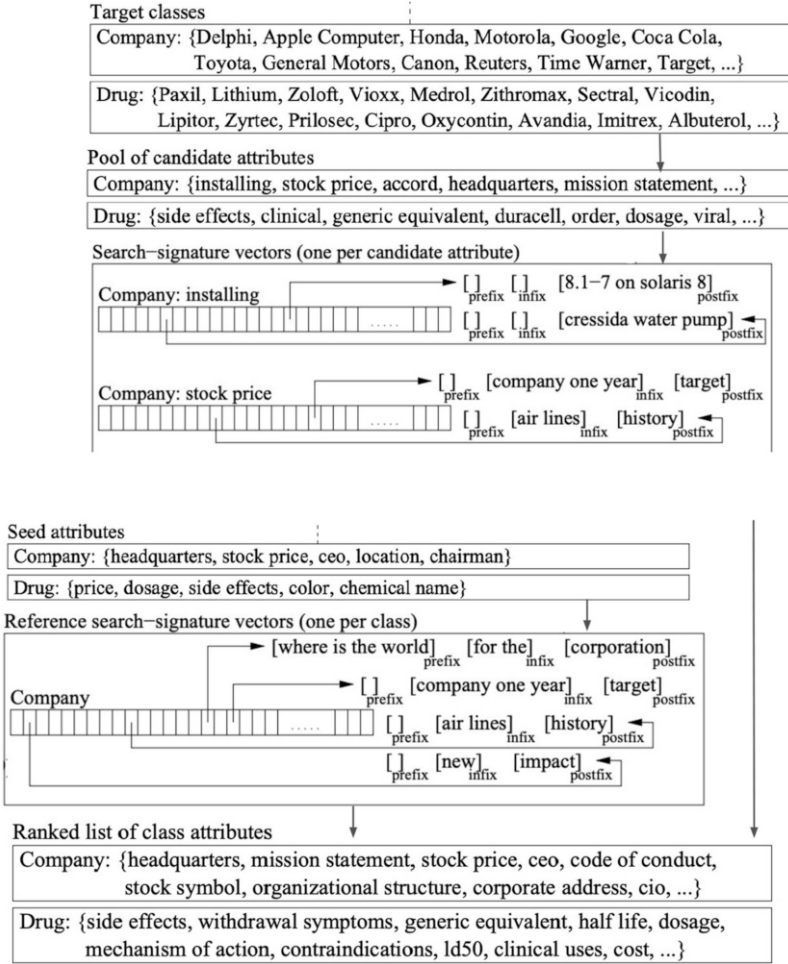 Target classes
Company: {Delphi, Apple Computer, Honda, Motorola, Google, Coca Cola,
Toyota, General Motors, Canon, Reuters, Time Warner, Target, ...}
Drug: {Paxil, Lithium, Zoloft, Vioxx, Medrol, Zithromax, Sectral, Vicodin,
Lipitor, Zyrtec, Prilosec, Cipro, Oxycontin, Avandia, Imitrex, Albuterol, ...}
Pool of candidate attributes
Company: {installing, stock price, accord, headquarters, mission statement, ...}
Drug: {side effects, clinical, generic equivalent, duracell, order, dosage, viral, ...}
Search−signature vectors (one per candidate attribute)
Company: installing
[ ]prefix [ ]infix [8.1−7 on solaris 8]postfix
..... [ ]prefix [ ]infix [cressida water pump]postfix
Company: stock price
[ ]prefix [company one year]infix [target]postfix
..... [ ]prefix [air lines]infix [history]postfix
Seed attributes
Company: {headquarters, stock price, ceo, location, chairman}
Drug: {price, dosage, side effects, color, chemical name}
Reference search−signature vectors (one per class)
[where is the world]prefix [for the]infix [corporation]postfix
Company
[ ]prefix [company one year]infix [target]postfix
..... [ ]prefix [air lines]infix [history]postfix
[ ]prefix [new]infix [impact]postfix
Ranked list of class attributes
Company: {headquarters, mission statement, stock price, ceo, code of conduct,
stock symbol, organizational structure, corporate address, cio, ...}
Drug: {side effects, withdrawal symptoms, generic equivalent, half life, dosage,
mechanism of action, contraindications, ld50, clinical uses, cost, ...}